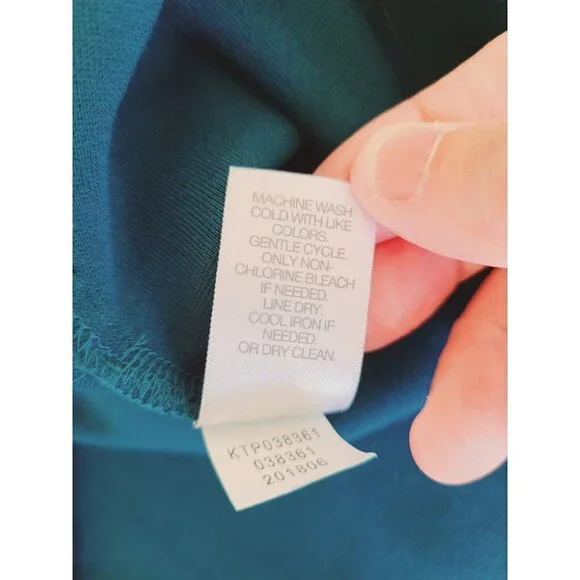 MACHINE WASH
COLD WITH LIKE
COLORS.
GENTLE CYCLE.
ONLY NON-
CHLORINE BLEACH
IF NEEDED.
LINE DRY.
COOL IRON IF
NEEDED.
OR DRY CLEAN.
KTP038361
038361
201806